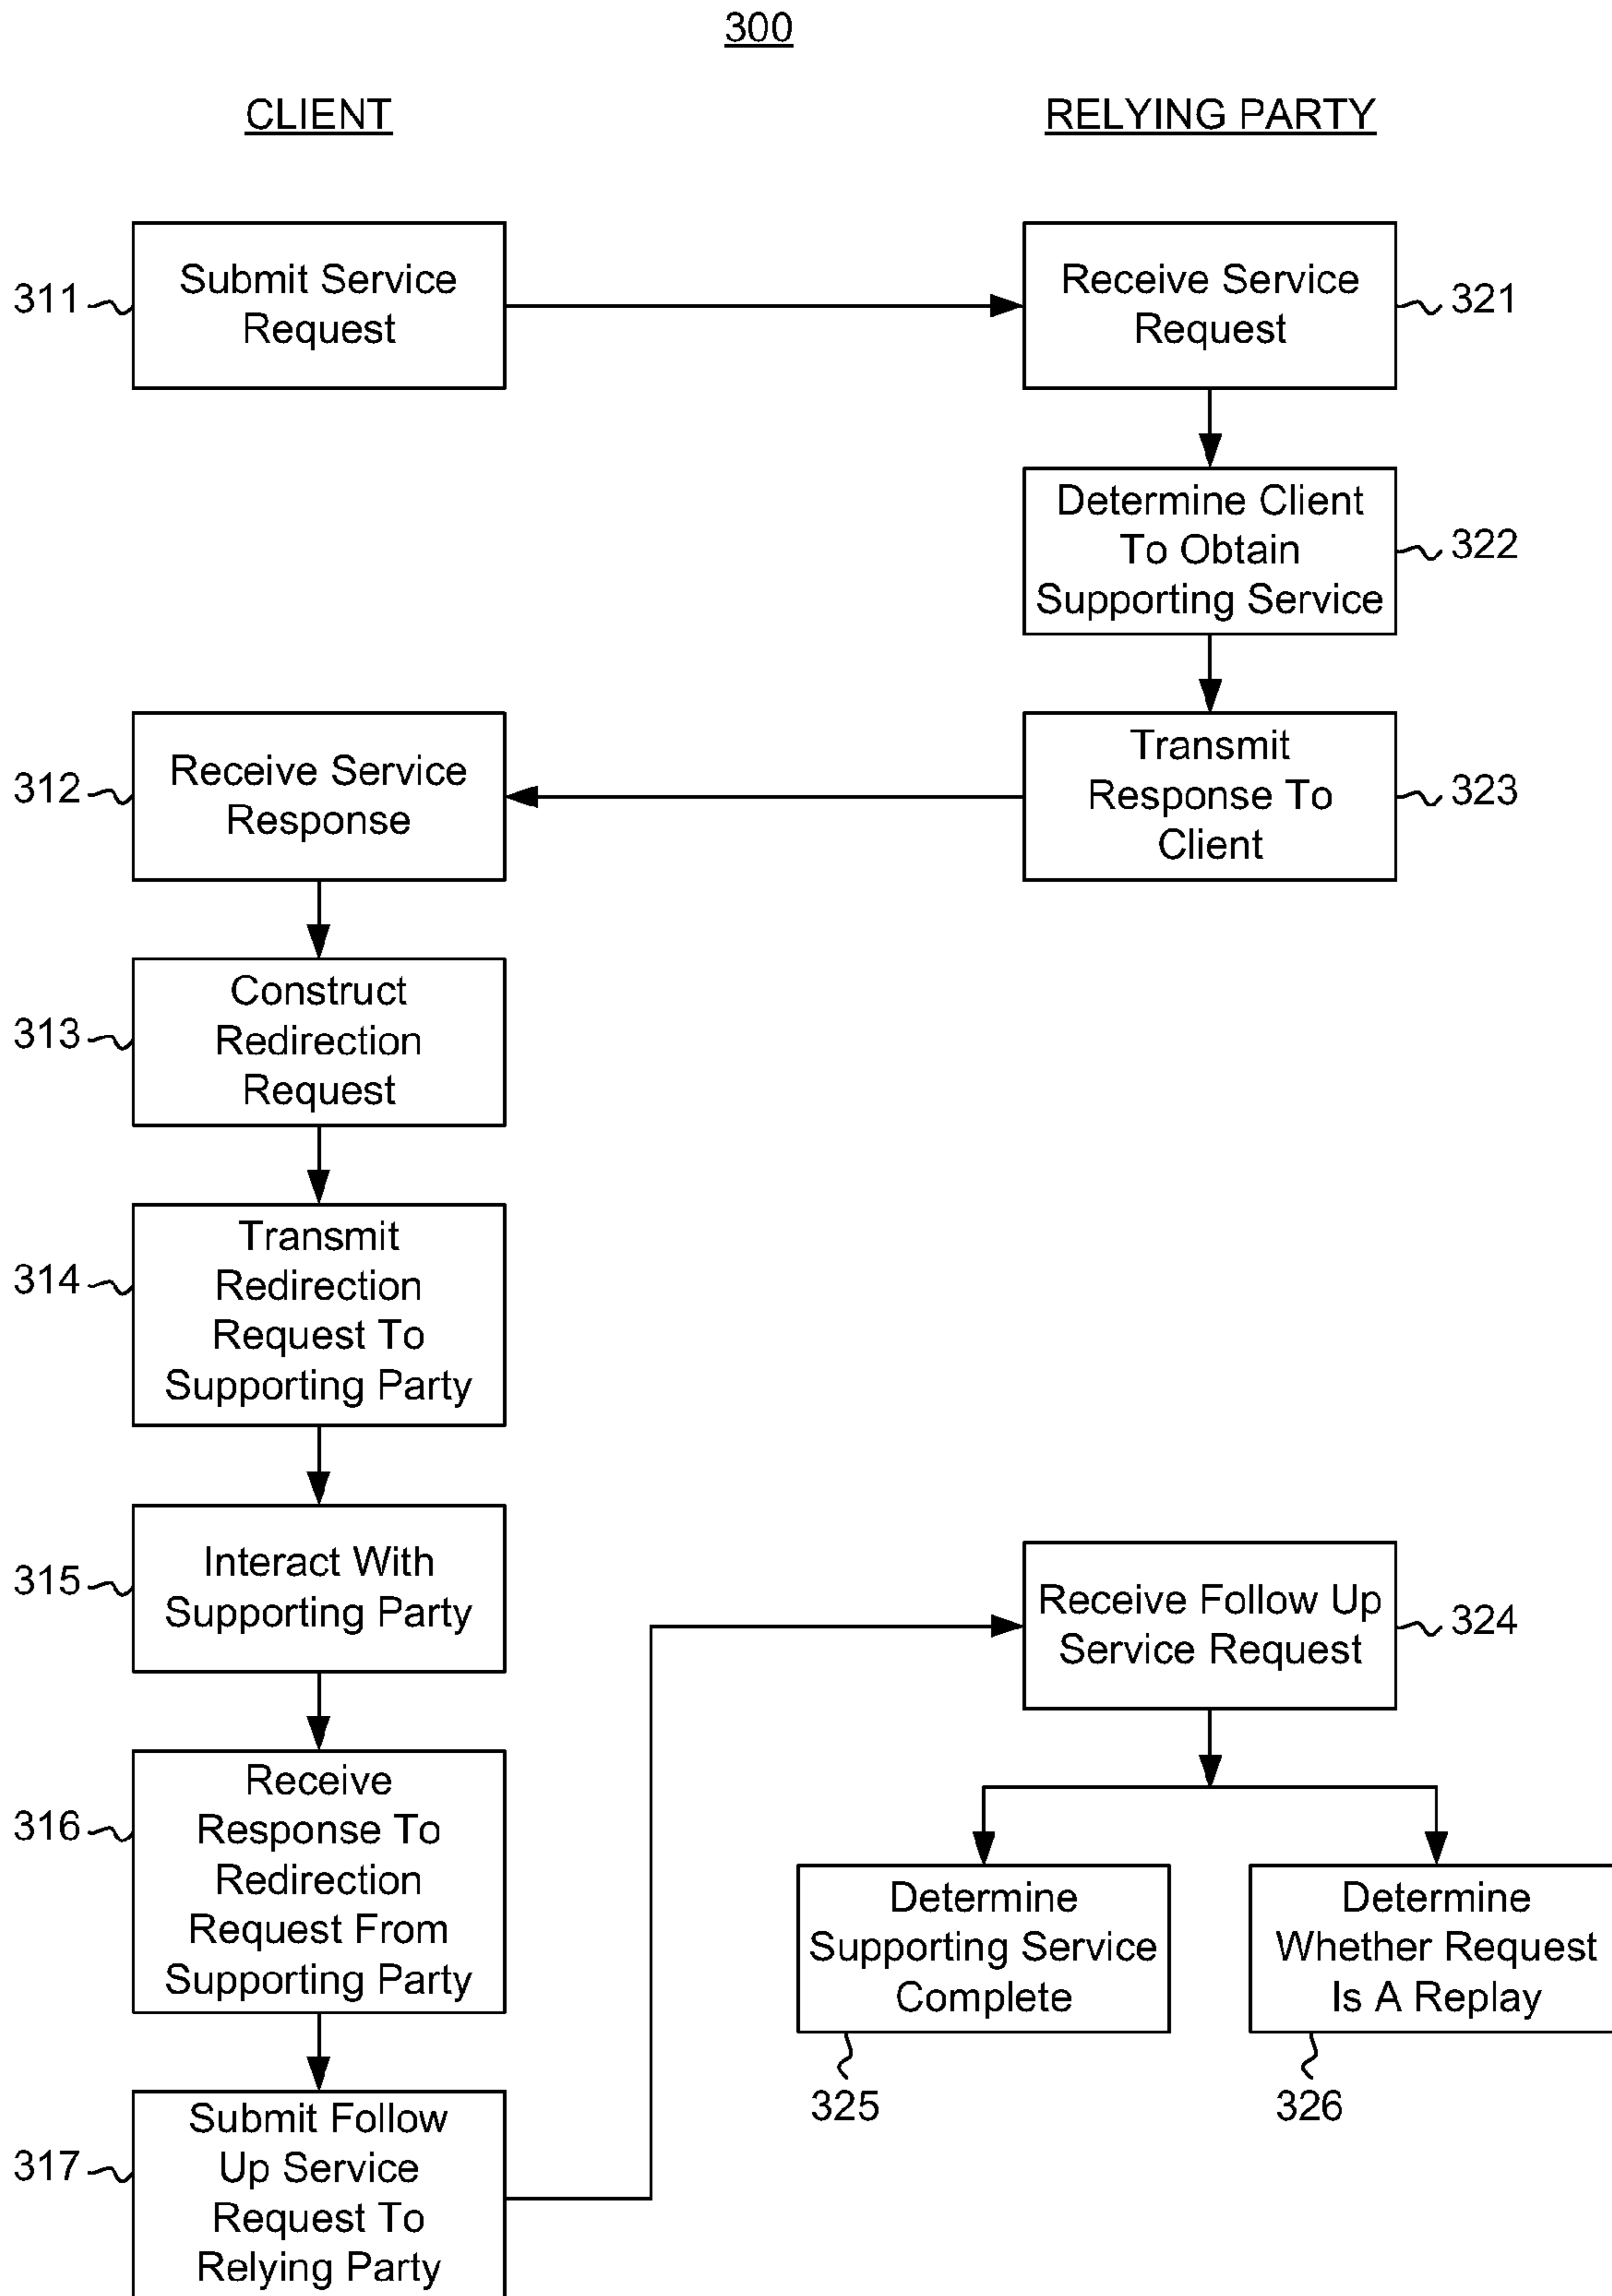 300
CLIENT
RELYING PARTY
311
Submit Service
Request
Receive Service
Request
321
Determine Client
To Obtain
Supporting Service
322
312
Receive Service
Response
Transmit
Response To
Client
323
313
Construct
Redirection
Request
314
Transmit
Redirection
Request To
Supporting Party
315
Interact With
Supporting Party
Receive Follow Up
Service Request
324
316
Receive
Response To
Redirection
Request From
Supporting Party
Determine
Supporting Service
Complete
325
Determine
Whether Request
Is A Replay
326
317
Submit Follow
Up Service
Request To
Relying Party